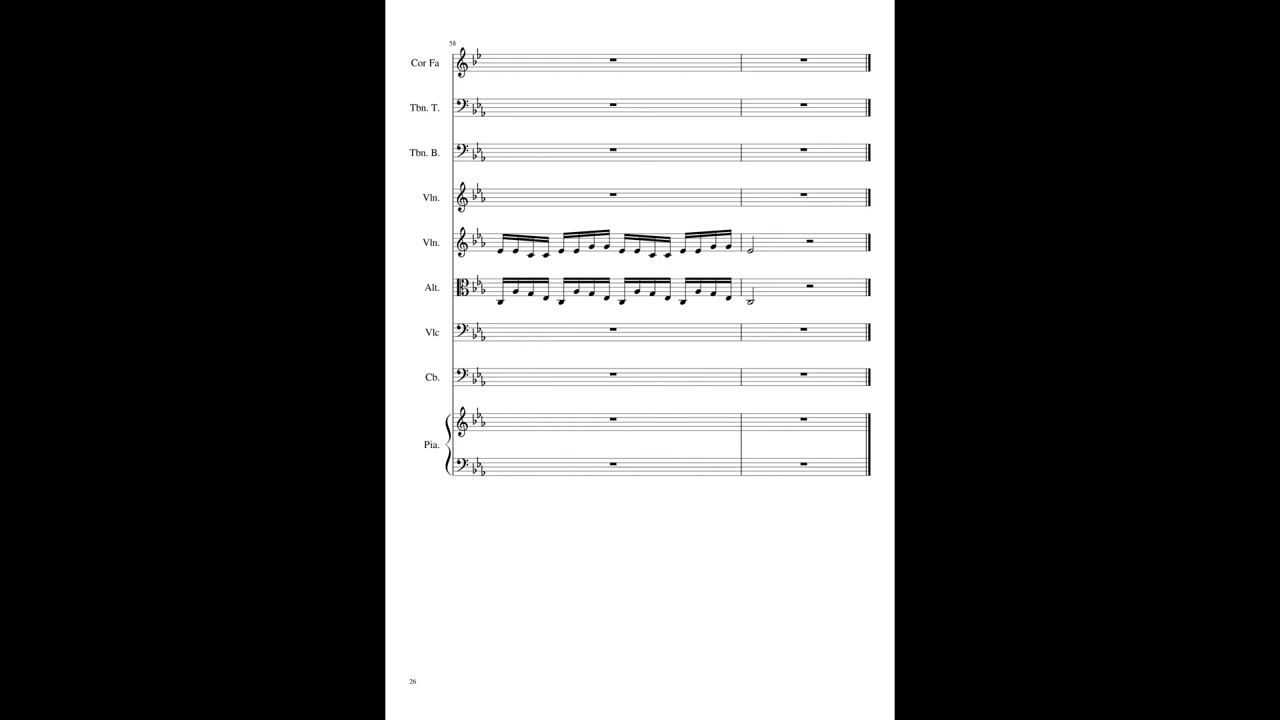 58
Cor Fa
Tbn. T.
Tbn. B.
Vln.
Vln.
Alt.
Vlc
Cb.
Pia.
26